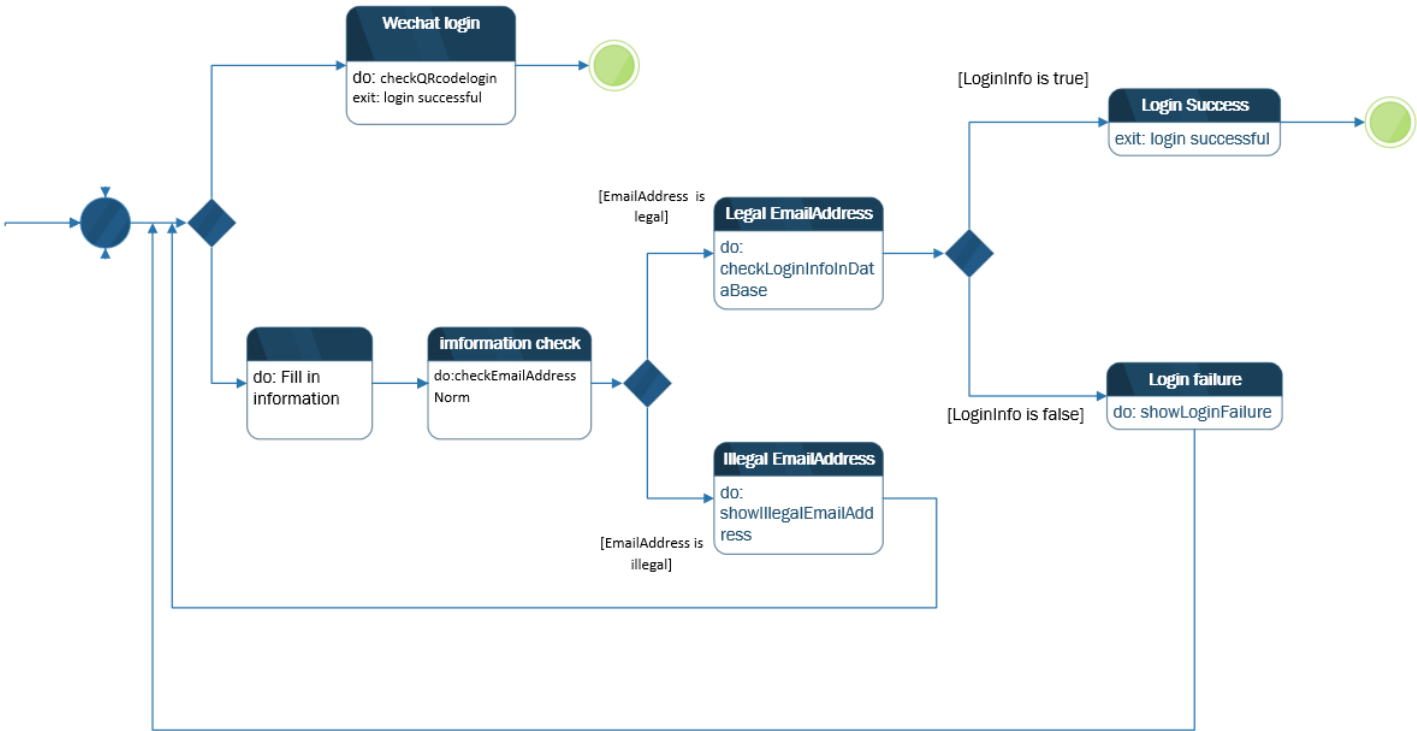 Wechat login
do: checkQRcodelogin
exit: login successful
[LoginInfo is true]
Login Success
exit: login successful
[EmailAddress is
legal]
Legal EmailAddress
do:
checkLoginInfoInDat
aBase
do: Fill in
information
imformation check
do:checkEmailAddress
Norm
[LoginInfo is false]
Login failure
do: showLoginFailure
Illegal EmailAddress
do:
showIllegalEmailAdd
ress
[EmailAddress is
illegal]